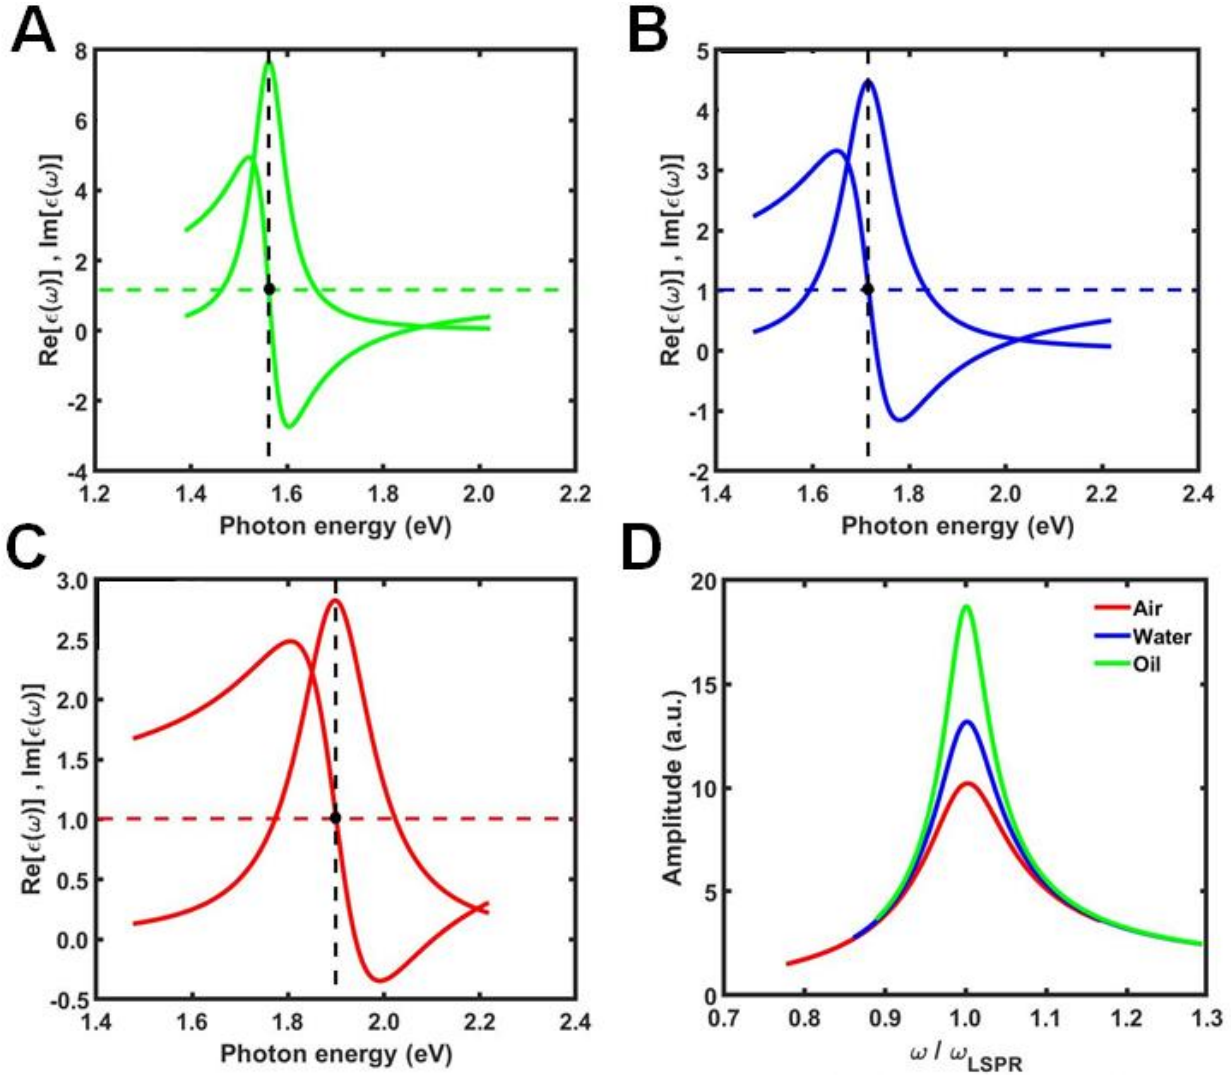 A
8
6
4
2
0
-2
-4
Re[ϵ(ω)] , Im[ϵ(ω)]
1.2 1.4 1.6 1.8 2.0 2.2
Photon energy (eV)
B
5
4
3
2
1
0
-1
-2
Re[ϵ(ω)] , Im[ϵ(ω)]
1.4 1.6 1.8 2.0 2.2 2.4
Photon energy (eV)
C
3.0
2.5
2.0
1.5
1.0
0.5
0.0
-0.5
Re[ϵ(ω)] , Im[ϵ(ω)]
1.4 1.6 1.8 2.0 2.2 2.4
Photon energy (eV)
D
20
15
10
5
0
Amplitude (a.u.)
Air
Water
Oil
0.7 0.8 0.9 1.0 1.1 1.2 1.3
ω / ωLSPR